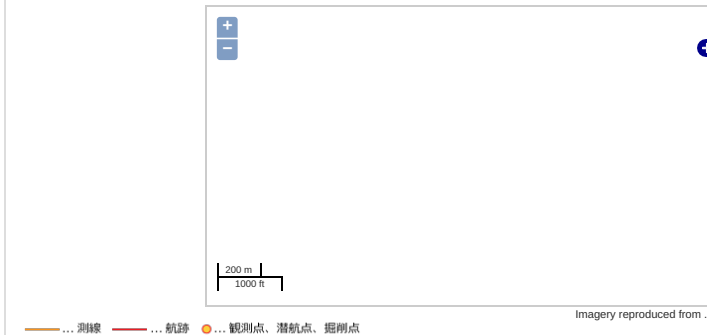 +
−
200 m
1000 ft
Imagery reproduced from .
... 測線 ... 航跡 ... 観測点、潜航点、掘削点